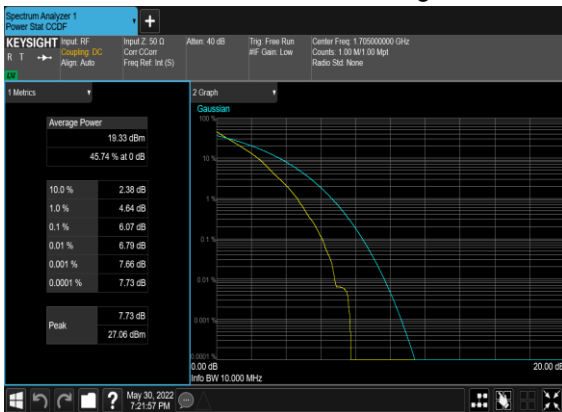 Spectrum Analyzer 1
Power Stat CCDF
+
KEYSIGHT
R T
LV
Input: RF
Coupling: DC
Align: Auto
Input Z: 50 Ω
Corr CCorr
Freq Ref: Int (S)
Atten: 40 dB
Trig: Free Run
#IF Gain: Low
Center Freq: 1.705000000 GHz
Counts: 1.00 M/1.00 Mpt
Radio Std: None
1 Metrics
Average Power
19.33 dBm
45.74 % at 0 dB
10.0 % 2.38 dB
1.0 % 4.64 dB
0.1 % 6.07 dB
0.01 % 6.79 dB
0.001 % 7.66 dB
0.0001 % 7.73 dB
Peak
7.73 dB
27.06 dBm
2 Graph
Gaussian
100 %
10 %
1 %
0.1 %
0.01 %
0.001 %
0.0001 %
0.00 dB 20.00 dB
Info BW 10.000 MHz
?
May 30, 2022
7:21:57 PM